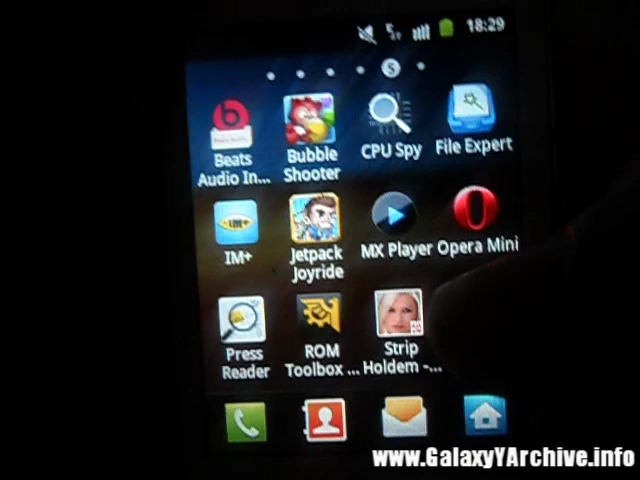 18:29
5
Beats
Audio In...
Bubble
Shooter
CPU Spy
File Expert
IM+
Jetpack
Joyride
MX Player
Opera Mini
Press
Reader
ROM
Toolbox ...
Strip
Holdem -...
www.GalaxyYArchive.info